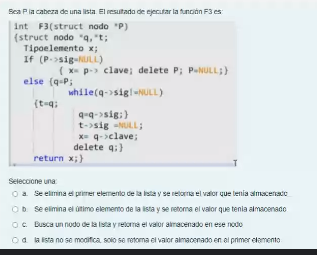 Sea P la cabeza de una lista. El resultado de ejecutar la función F3 es:
int F3(struct nodo *P)
{struct nodo *q,*t;
Tipoelemento x;
If (P->sig=NULL)
{ x= p-> clave; delete P; P=NULL;}
else {q=P;
while(q->sig!=NULL)
{t=q;
q=q->sig;}
t->sig =NULL;
x= q->clave;
delete q;}
return x;}
Seleccione una:
a. Se elimina el primer elemento de la lista y se retorna el valor que tenía almacenado
b. Se elimina el último elemento de la lista y se retorna el valor que tenía almacenado
c. Busca un nodo de la lista y retorna el valor almacenado en ese nodo
d. la lista no se modifica, solo se retorna el valor almacenado en el primer elemento